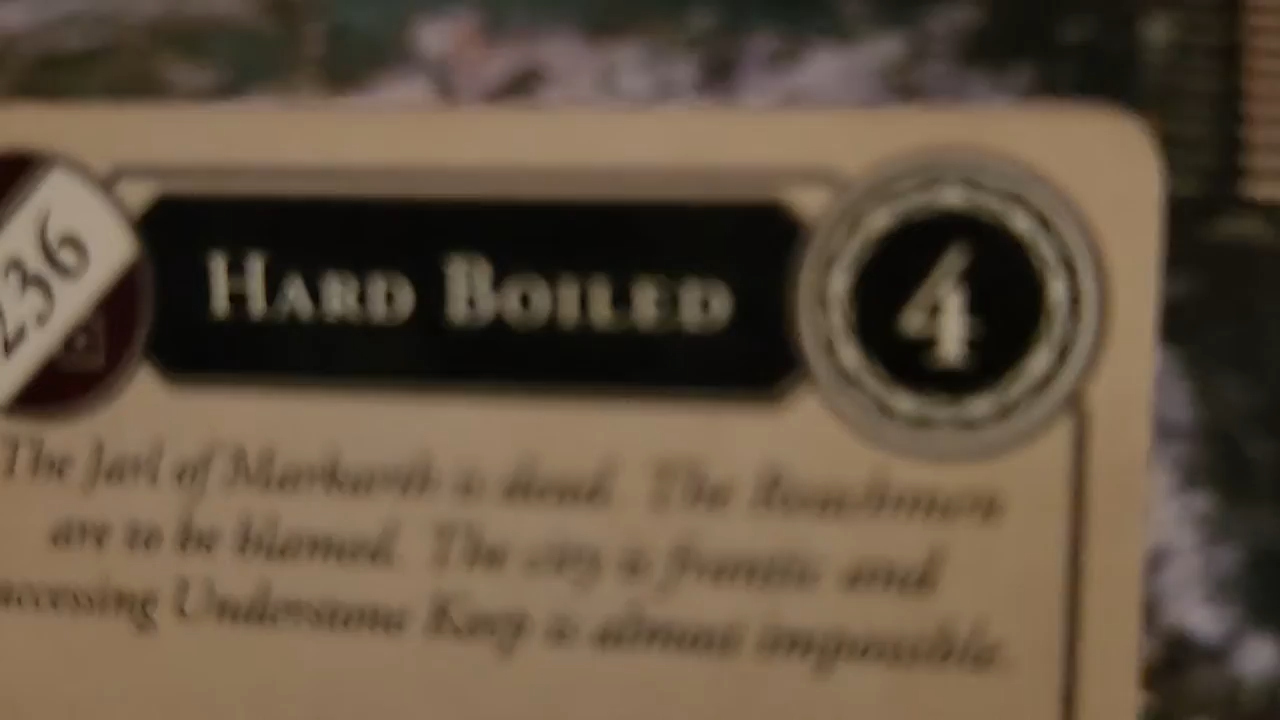 236
HARD BOILED
4
The Jarl of Markarth is dead. The Reachmen
are to be blamed. The city is frantic and
accessing Understone Keep is almost impossible.